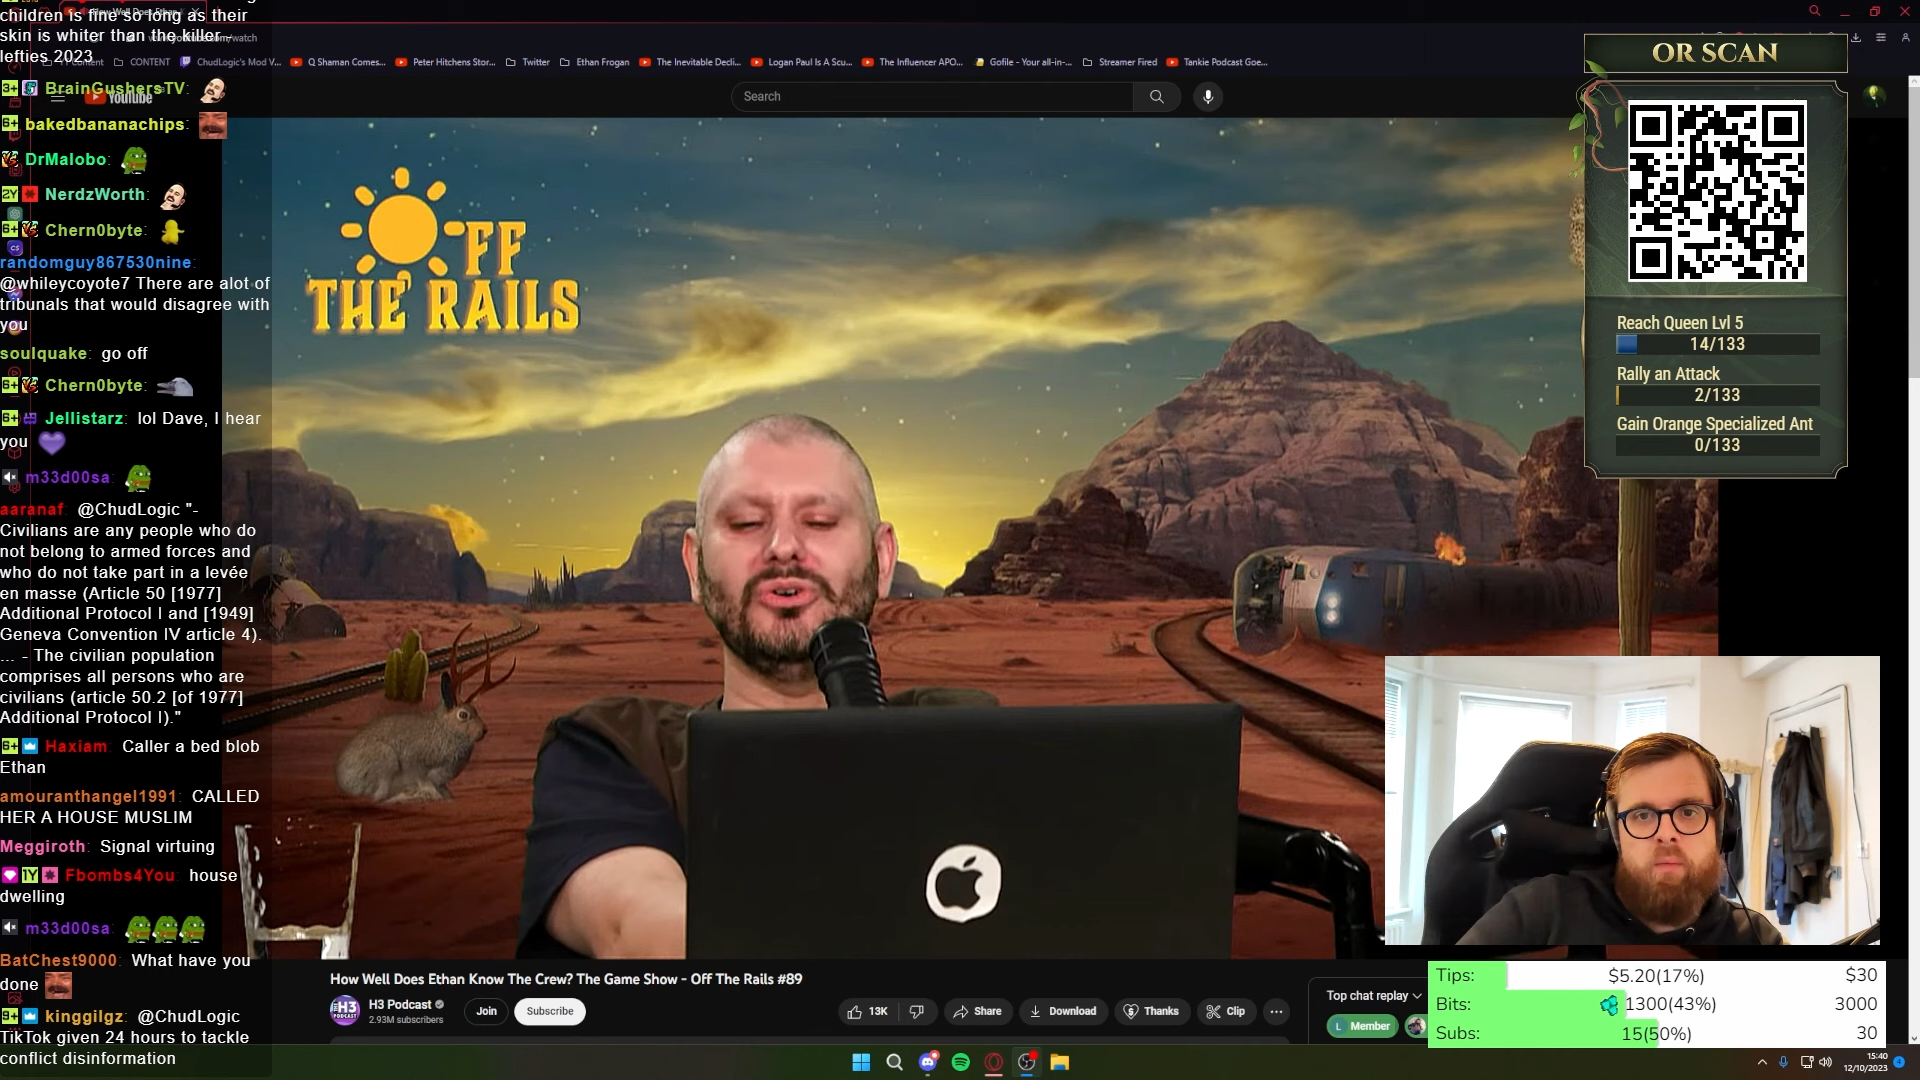 children is fine so long as their
skin is whiter than the killer -
lefties 2023
BrainGushersTV:
bakedbananachips:
DrMalobo:
NerdzWorth:
Chern0byte:
randomguy867530nine:
@whileycoyote7 There are alot of
tribunals that would disagree with
you
soulquake: go off
Chern0byte:
Jellistarz: lol Dave, I hear
you
m33d00sa:
aaranaf: @ChudLogic "-
Civilians are any people who do
not belong to armed forces and
who do not take part in a levée
en masse (Article 50 [1977]
Additional Protocol I and [1949]
Geneva Convention IV article 4).
... - The civilian population
comprises all persons who are
civilians (article 50.2 [of 1977]
Additional Protocol I)."
Haxiam: Caller a bed blob
Ethan
amouranthangel1991: CALLED
HER A HOUSE MUSLIM
Meggiroth: Signal virtuing
Fbombs4You: house
dwelling
m33d00sa:
BatChest9000: What have you
done
kinggilgz: @ChudLogic
TikTok given 24 hours to tackle
conflict disinformation
CONTENT
ChudLogic's Mod V...
Q Shaman Comes...
Peter Hitchens Stor...
Twitter
Ethan Frogan
The Inevitable Decli...
Logan Paul Is A Scu...
The Influencer APO...
Gofile - Your all-in-...
Streamer Fired
Tankie Podcast Goe...
YouTube
Search
OFF
THE RAILS
OR SCAN
Reach Queen Lvl 5
14/133
Rally an Attack
2/133
Gain Orange Specialized Ant
0/133
How Well Does Ethan Know The Crew? The Game Show - Off The Rails #89
H3 PODCAST
H3 Podcast
2.93M subscribers
Join
Subscribe
13K
Share
Download
Thanks
Clip
Top chat replay
L Member
Tips: $5.20(17%) $30
Bits: 1300(43%) 3000
Subs: 15(50%) 30
15:40
12/10/2023